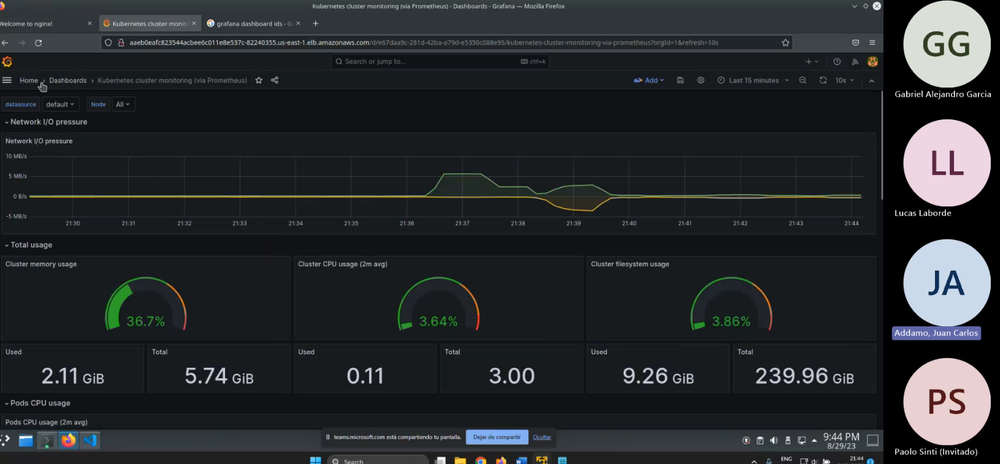 Kubernetes cluster monitoring (via Prometheus) - Dashboards - Grafana — Mozilla Firefox
Welcome to nginx!
Kubernetes cluster monito
grafana dashboard ids - G
aaeb0eafc823544acbee6c011e8e537c-82240355.us-east-1.elb.amazonaws.com/d/e67daa9c-281d-42ba-a79d-e5350c088e95/kubernetes-cluster-monitoring-via-prometheus?orgId=1&refresh=10s
Search or jump to...
ctrl+k
Home › Dashboards › Kubernetes cluster monitoring (via Prometheus)
Add
Last 15 minutes
10s
datasource
default
Node
All
Network I/O pressure
Network I/O pressure
10 MB/s
5 MB/s
0 B/s
-5 MB/s
21:30 21:31 21:32 21:33 21:34 21:35 21:36 21:37 21:38 21:39 21:40 21:41 21:42 21:43 21:44
Total usage
Cluster memory usage
36.7%
Cluster CPU usage (2m avg)
3.64%
Cluster filesystem usage
3.86%
Used
2.11 GiB
Total
5.74 GiB
Used
0.11
Total
3.00
Used
9.26 GiB
Total
239.96 GiB
Pods CPU usage
Pods CPU usage (2m avg)
teams.microsoft.com está compartiendo tu pantalla.
Dejar de compartir
Ocultar
9:44 PM
8/29/23
Search
ENG
21:44
2
GG
Gabriel Alejandro Garcia
LL
Lucas Laborde
JA
Addamo, Juan Carlos
PS
Paolo Sinti (Invitado)